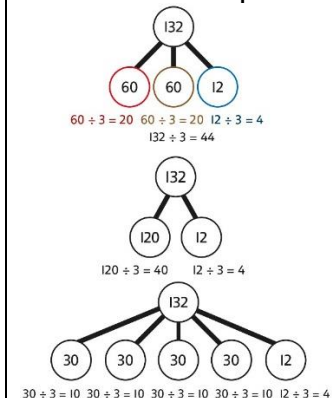 132
60 60 12
60 ÷ 3 = 20 60 ÷ 3 = 20 12 ÷ 3 = 4
132 ÷ 3 = 44
132
120 12
120 ÷ 3 = 40 12 ÷ 3 = 4
132
30 30 30 30 12
30 ÷ 3 = 10 30 ÷ 3 = 10 30 ÷ 3 = 10 30 ÷ 3 = 10 12 ÷ 3 = 4